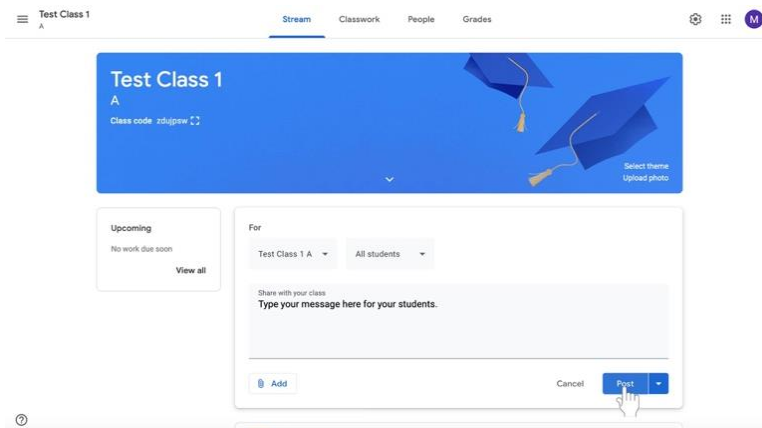 Test Class 1
A
Stream
Classwork
People
Grades
M
Test Class 1
A
Class code zdujpsw
Select theme
Upload photo
Upcoming
No work due soon
View all
For
Test Class 1 A
All students
Share with your class
Type your message here for your students.
Add
Cancel
Post